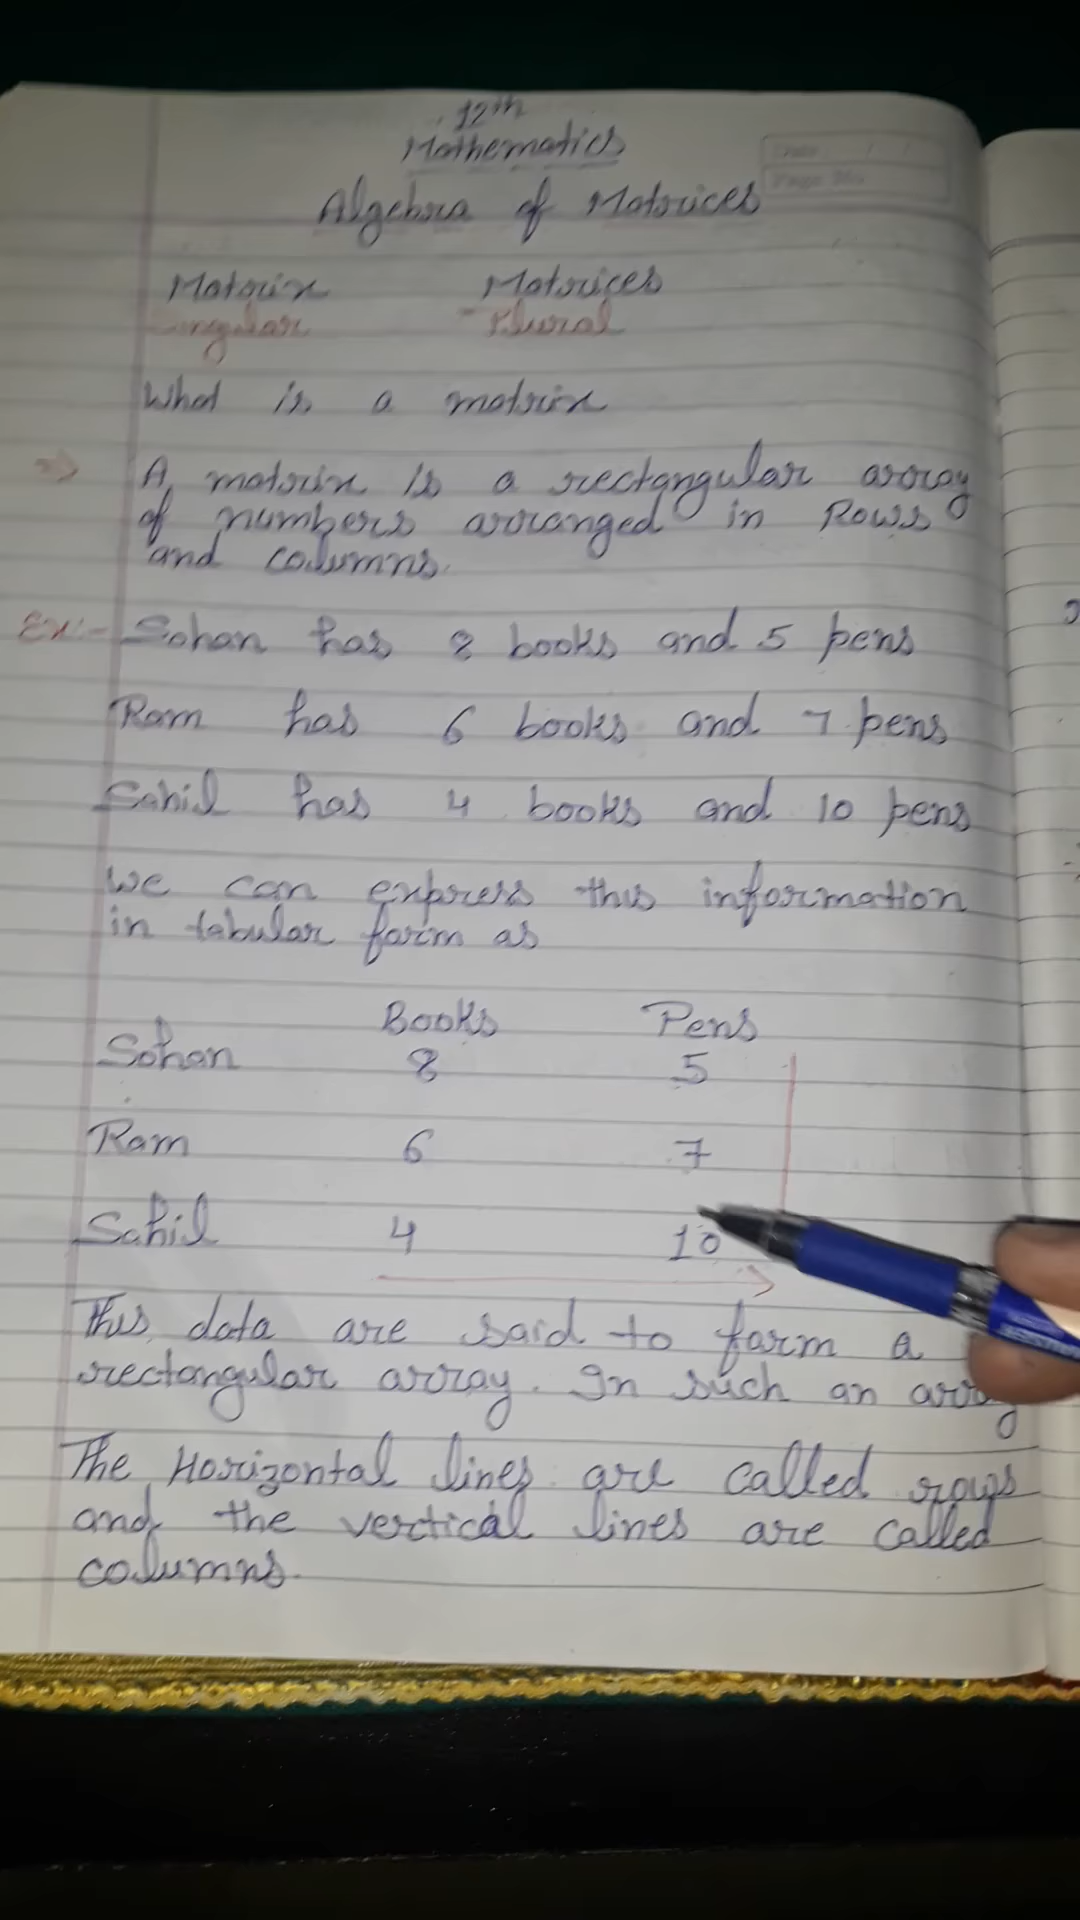 12th
Mathematics
Algebra of Matrices
Matrix Matrices
Singular Plural
What is a matrix
A matrix is a rectangular array
of numbers arranged in Rows
and columns.
Ex:- Sohan has 8 books and 5 pens
Ram has 6 books and 7 pens
Sahil has 4 books and 10 pens
we can express this information
in tabular form as
Books Pens
Sohan 8 5
Ram 6 7
Sahil 4 10
This data are said to form a
rectangular array. In such an array
The Horizontal lines are called rows
and the vertical lines are called
columns.